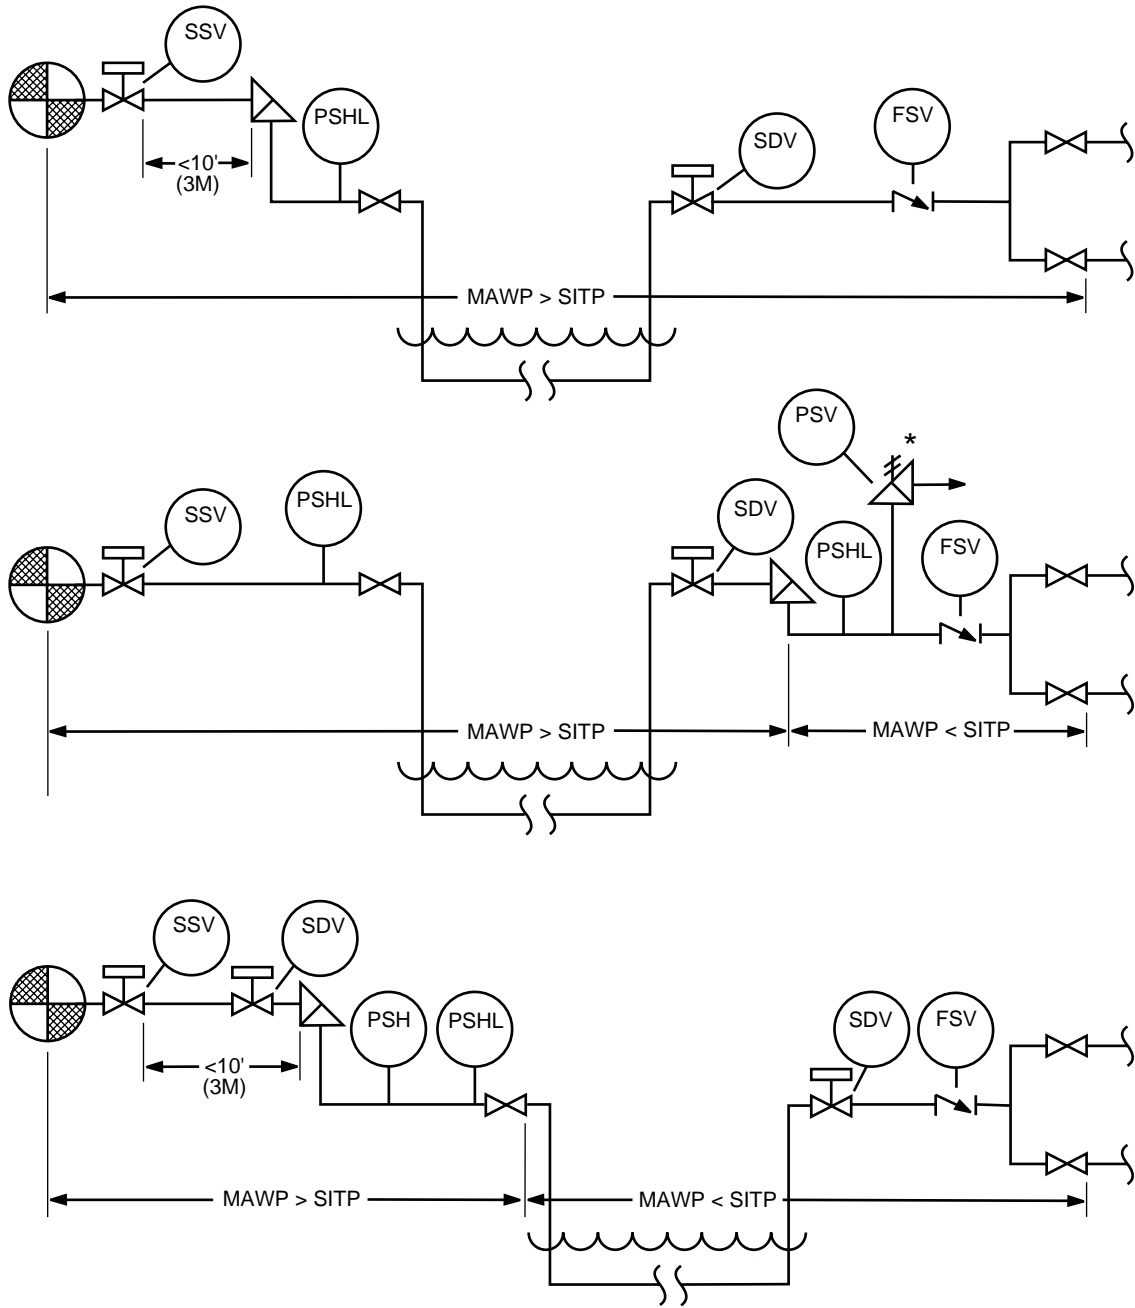 SSV
PSHL
<10'
(3M)
SDV
FSV
MAWP > SITP
PSV
*
SSV
PSHL
SDV
PSHL
FSV
MAWP > SITP
MAWP < SITP
SSV
SDV
PSH
PSHL
<10'
(3M)
SDV
FSV
MAWP > SITP
MAWP < SITP